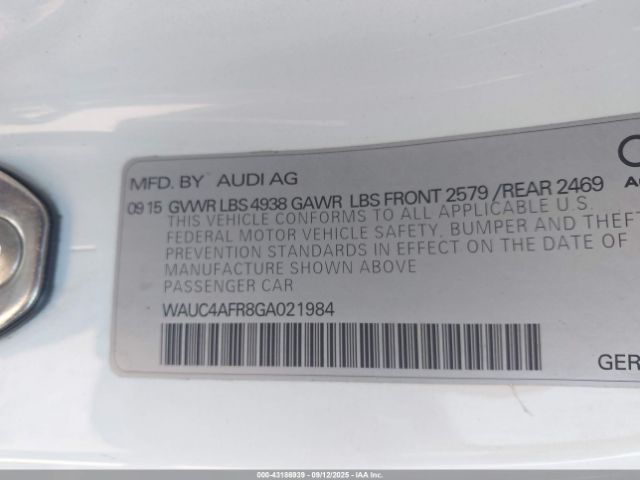 MFD. BY AUDI AG
09 15 GVWR LBS 4938 GAWR LBS FRONT 2579 /REAR 2469
THIS VEHICLE CONFORMS TO ALL APPLICABLE U S
FEDERAL MOTOR VEHICLE SAFETY, BUMPER AND THEFT
PREVENTION STANDARDS IN EFFECT ON THE DATE OF
MANUFACTURE SHOWN ABOVE
PASSENGER CAR
WAUC4AFR8GA021984
GER
000-43186939 - 09/12/2025 - IAAI, Inc.